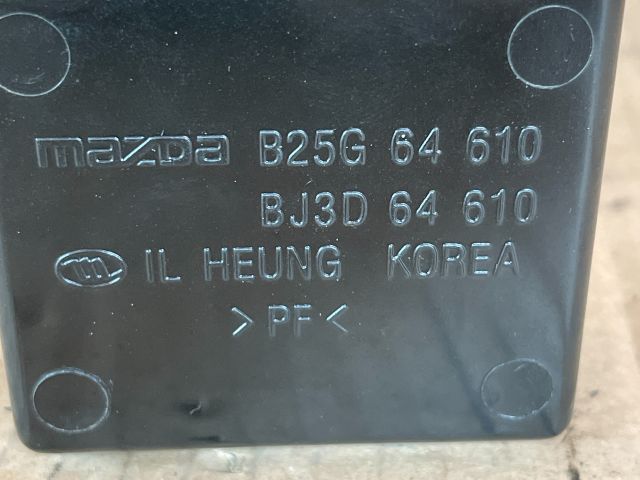 mazda B25G 64 610
BJ3D 64 610
IL HEUNG KOREA
>PF<